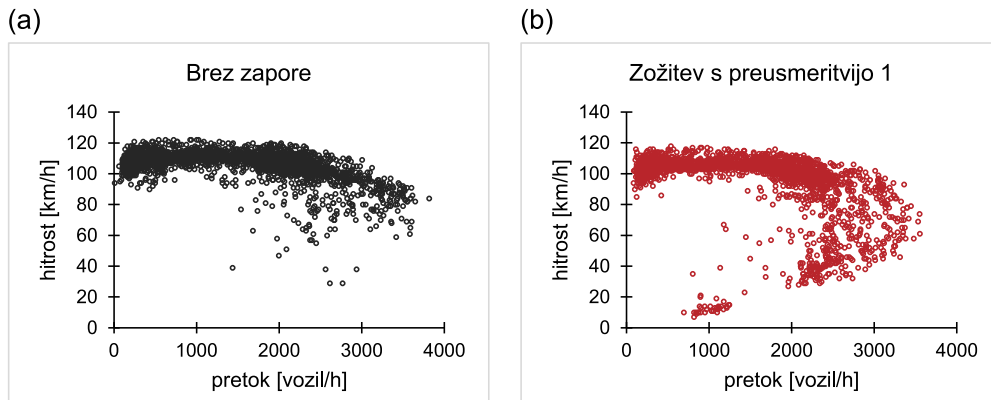 (a)
Brez zapore
140
120
100
80
60
40
20
0
hitrost [km/h]
0 1000 2000 3000 4000
pretok [vozil/h]
(b)
Zožitev s preusmeritvijo 1
140
120
100
80
60
40
20
0
hitrost [km/h]
0 1000 2000 3000 4000
pretok [vozil/h]